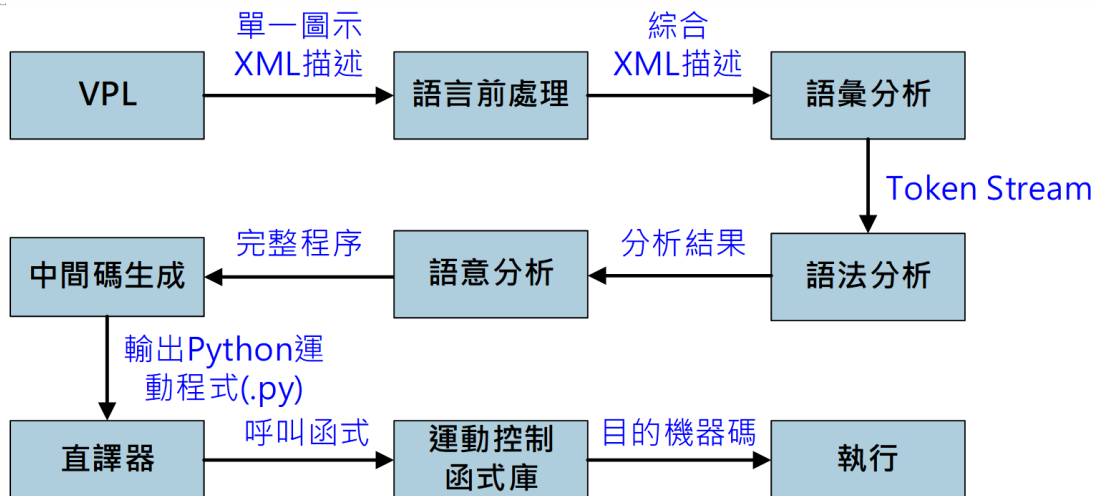 單一圖示
XML描述
綜合
XML描述
VPL
語言前處理
語彙分析
Token Stream
完整程序
分析結果
中間碼生成
語意分析
語法分析
輸出Python運
動程式(.py)
呼叫函式
目的機器碼
直譯器
運動控制
函式庫
執行